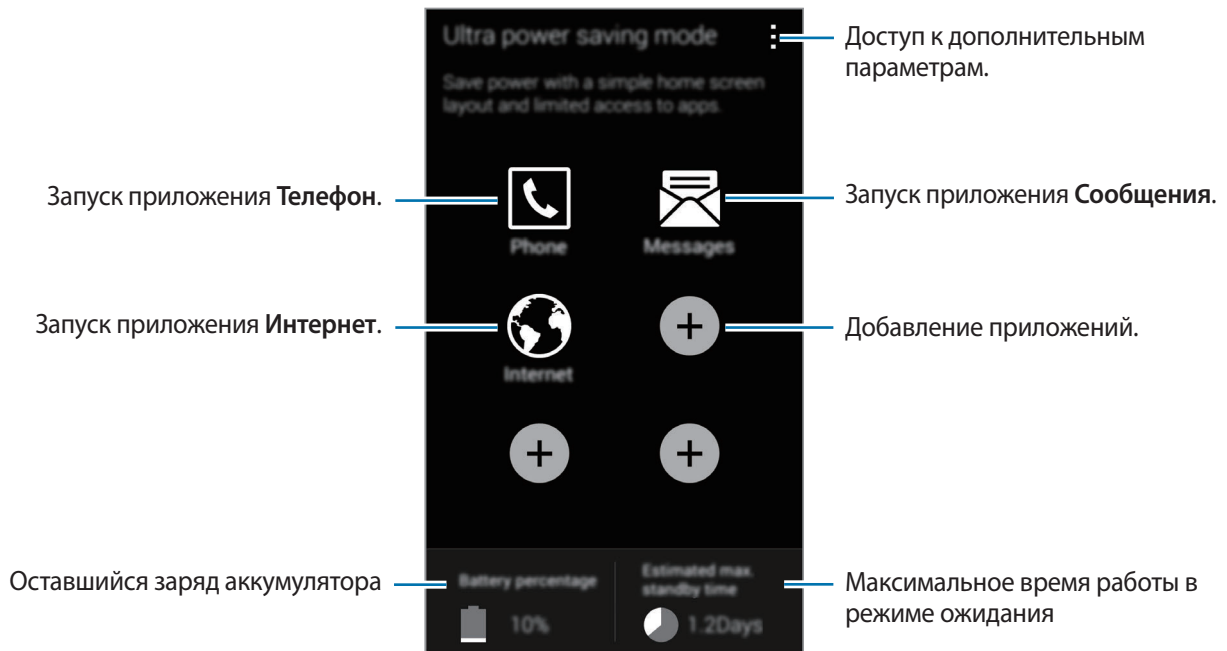 Ultra power saving mode
Доступ к дополнительным
параметрам.
Save power with a simple home screen
layout and limited access to apps.
Запуск приложения Телефон.
Запуск приложения Сообщения.
Phone
Messages
Запуск приложения Интернет.
Добавление приложений.
Internet
Оставшийся заряд аккумулятора
Battery percentage
10%
Estimated max.
standby time
1.2Days
Максимальное время работы в
режиме ожидания